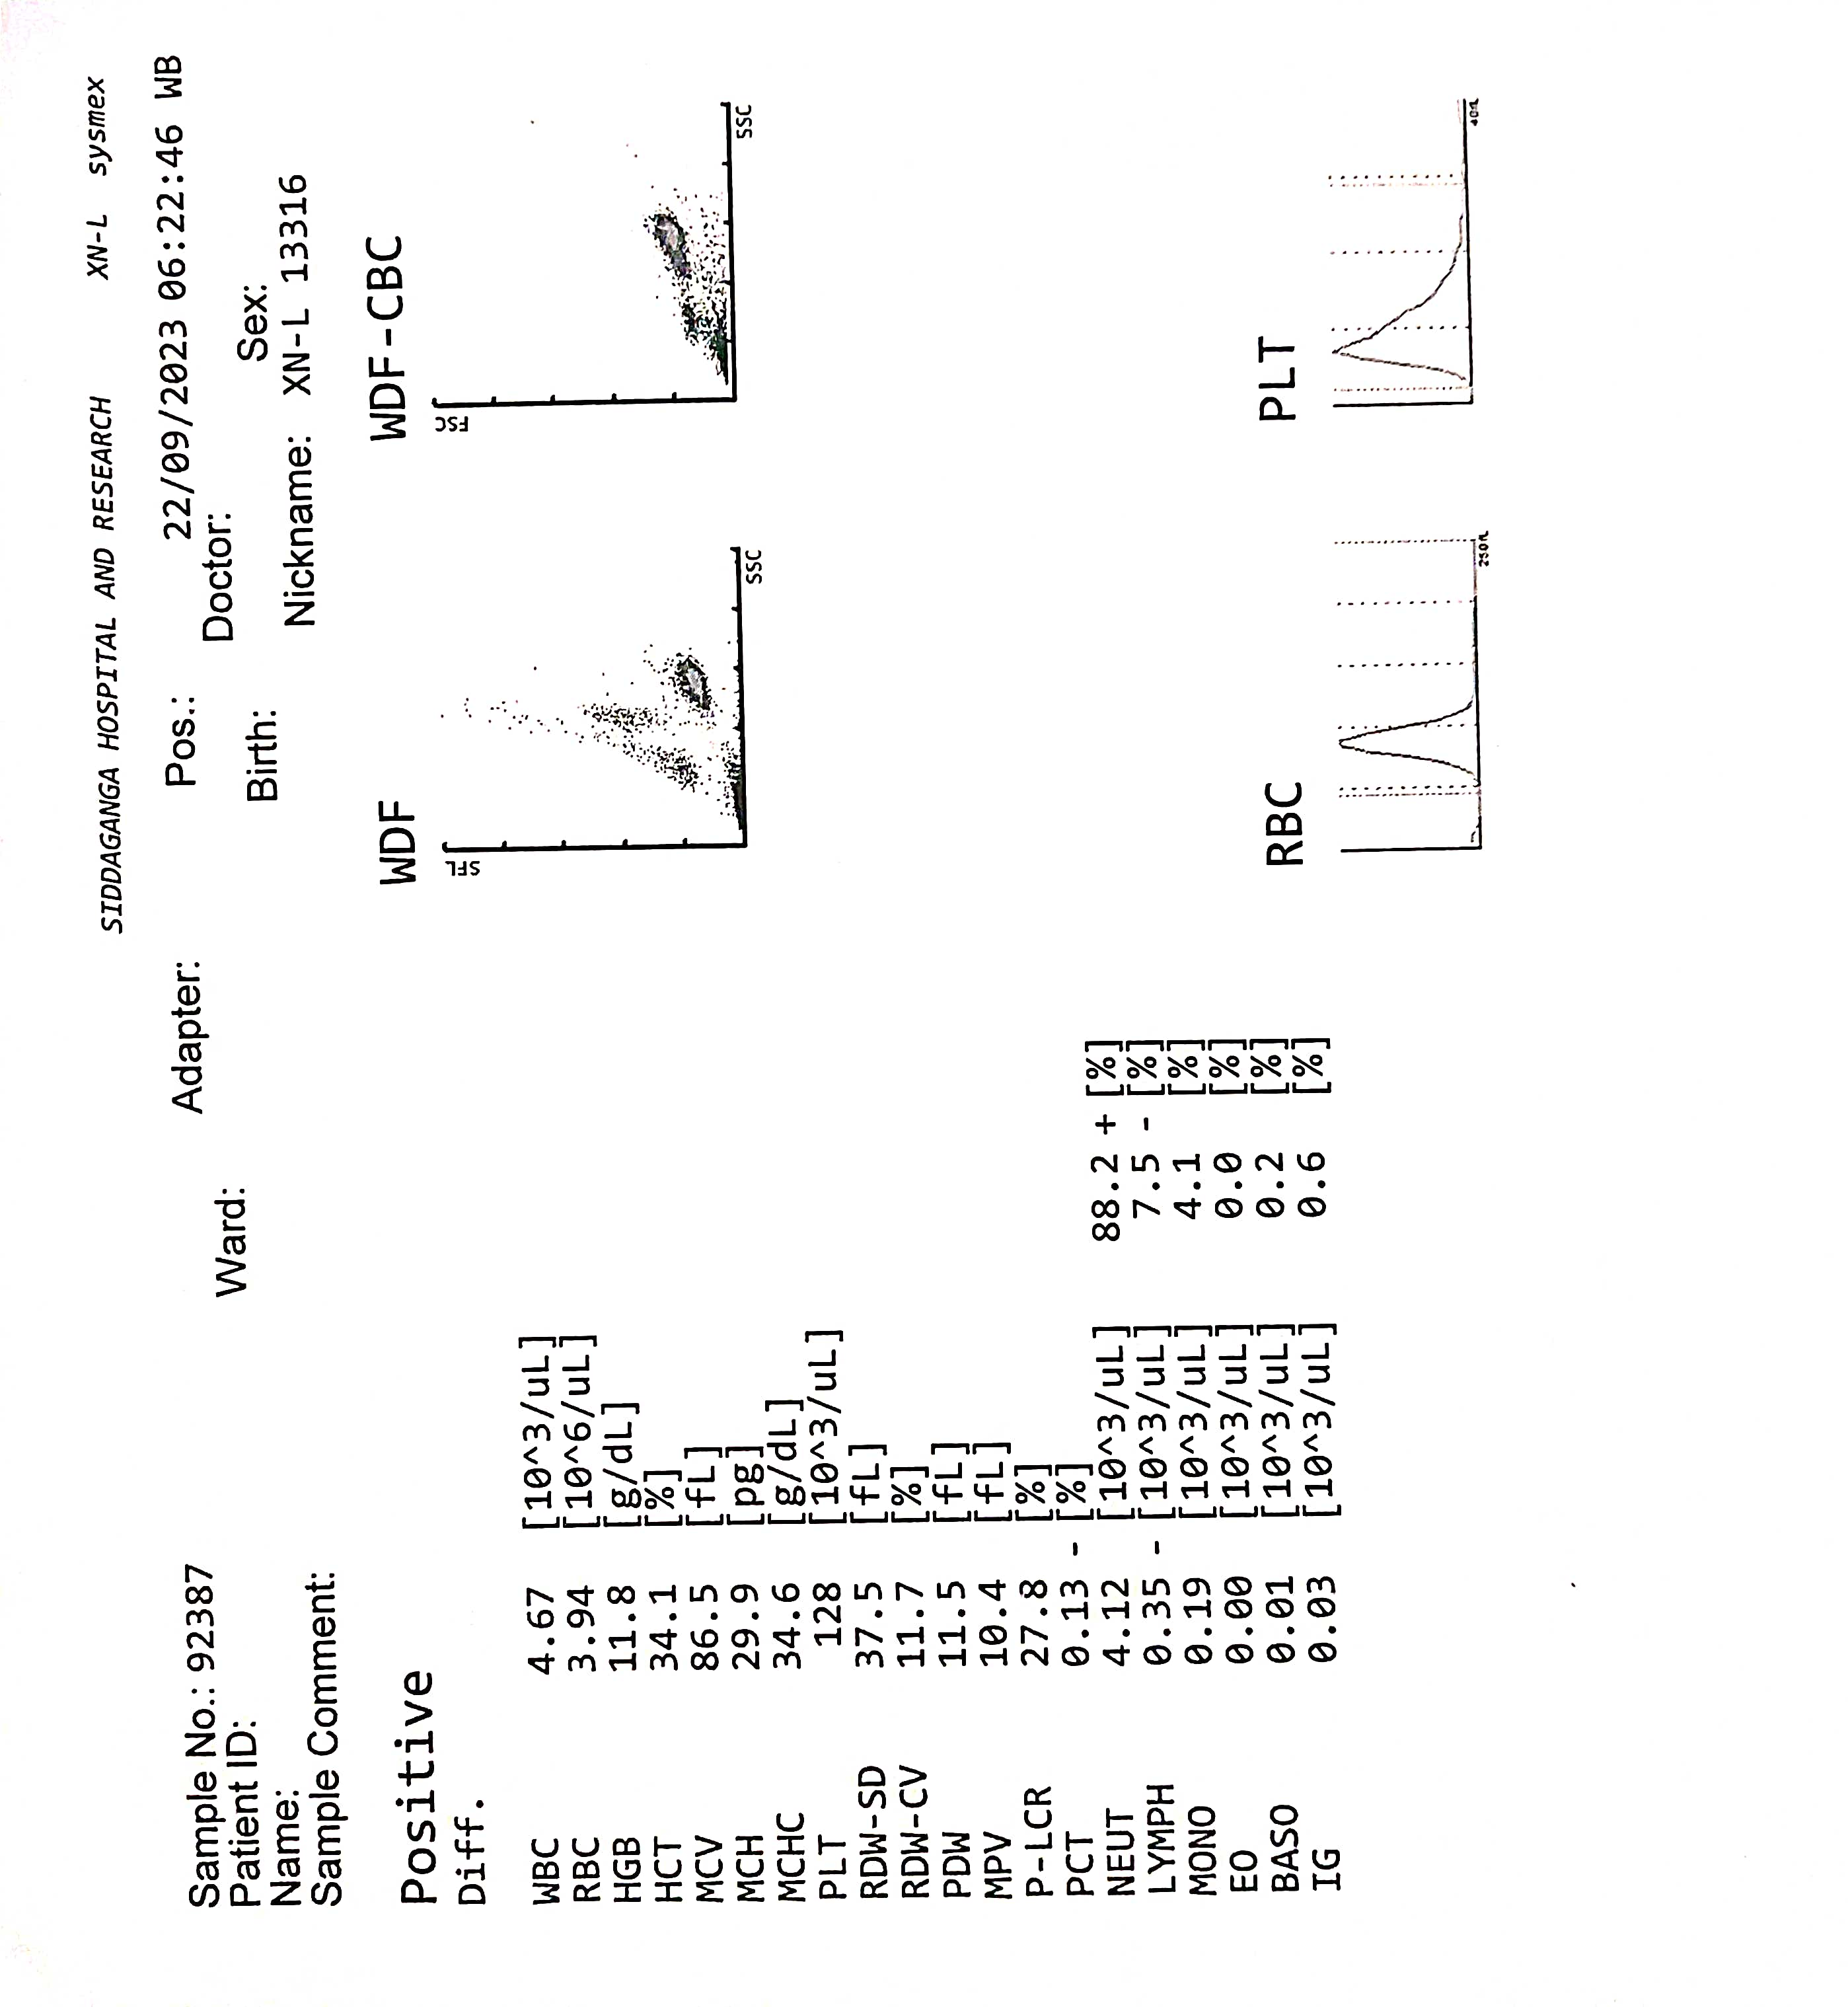 SIDDAGANGA HOSPITAL AND RESEARCH XN-L sysmex
Sample No.: 92387 Adapter: Pos.: 22/09/2023 06:22:46 WB
Patient ID: Ward: Doctor:
Name: Birth: Sex:
Sample Comment: Nickname: XN-L 13316
Positive
Diff.
WDF WDF-CBC
SFL FSC
SSC SSC
WBC 4.67 [10^3/uL]
RBC 3.94 [10^6/uL]
HGB 11.8 [g/dL]
HCT 34.1 [%]
MCV 86.5 [fL]
MCH 29.9 [pg]
MCHC 34.6 [g/dL]
PLT 128 [10^3/uL]
RDW-SD 37.5 [fL]
RDW-CV 11.7 [%]
PDW 11.5 [fL]
MPV 10.4 [fL]
P-LCR 27.8 [%]
PCT 0.13 - [%]
NEUT 4.12 [10^3/uL] 88.2 + [%]
LYMPH 0.35 - [10^3/uL] 7.5 - [%]
MONO 0.19 [10^3/uL] 4.1 [%]
EO 0.00 [10^3/uL] 0.0 [%]
BASO 0.01 [10^3/uL] 0.2 [%]
IG 0.03 [10^3/uL] 0.6 [%]
RBC PLT
250fL 40fL